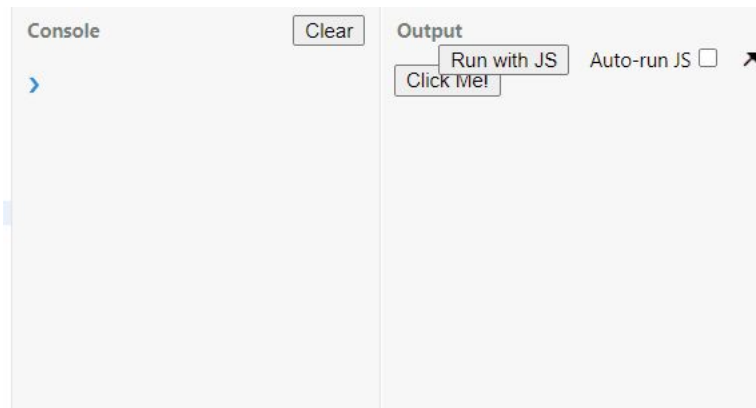 Console
Clear
Output
Run with JS
Auto-run JS
Click Me!